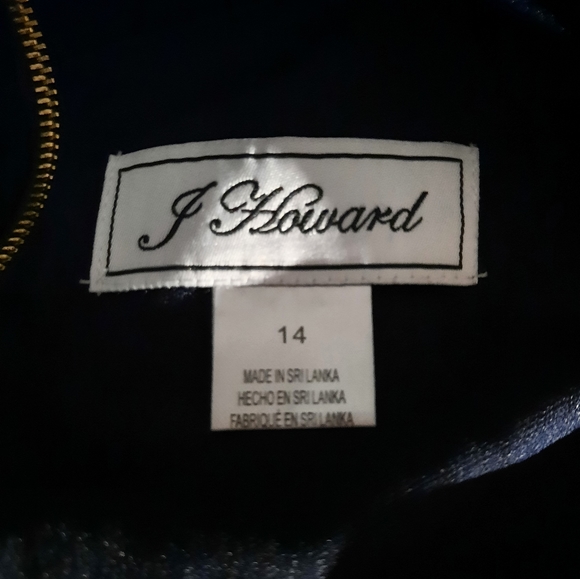 J Howard
14
MADE IN SRI LANKA
HECHO EN SRI LANKA
FABRIQUÉ EN SRI LANKA